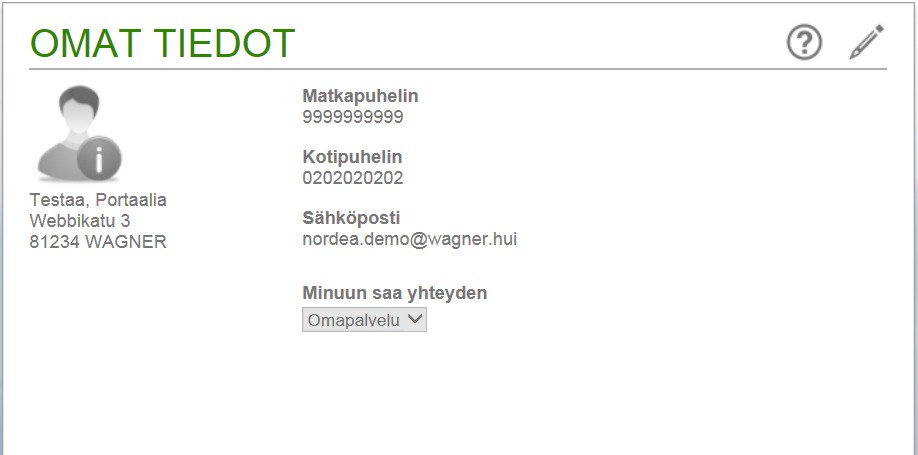 OMAT TIEDOT
Testaa, Portaalia
Webbikatu 3
81234 WAGNER
Matkapuhelin
9999999999
Kotipuhelin
0202020202
Sähköposti
nordea.demo@wagner.hui
Minuun saa yhteyden
Omapalvelu